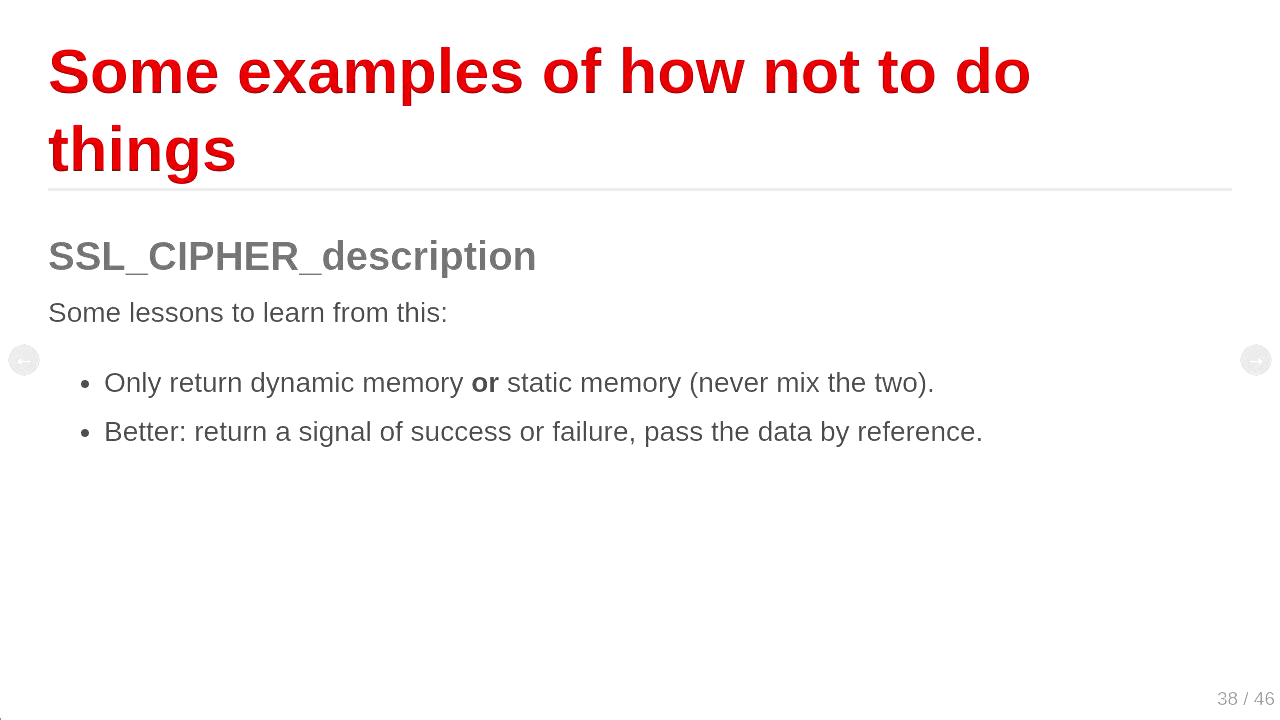 Some examples of how not to do
things
SSL_CIPHER_description
Some lessons to learn from this:
• Only return dynamic memory or static memory (never mix the two).
• Better: return a signal of success or failure, pass the data by reference.
←
→
38 / 46